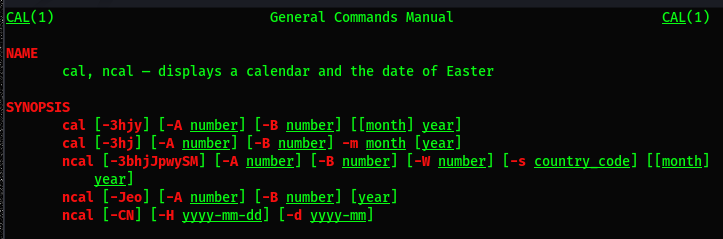 CAL(1) General Commands Manual CAL(1)
NAME
cal, ncal — displays a calendar and the date of Easter
SYNOPSIS
cal [-3hjy] [-A number] [-B number] [[month] year]
cal [-3hj] [-A number] [-B number] -m month [year]
ncal [-3bhjJpwySM] [-A number] [-B number] [-W number] [-s country_code] [[month]
year]
ncal [-Jeo] [-A number] [-B number] [year]
ncal [-CN] [-H yyyy-mm-dd] [-d yyyy-mm]